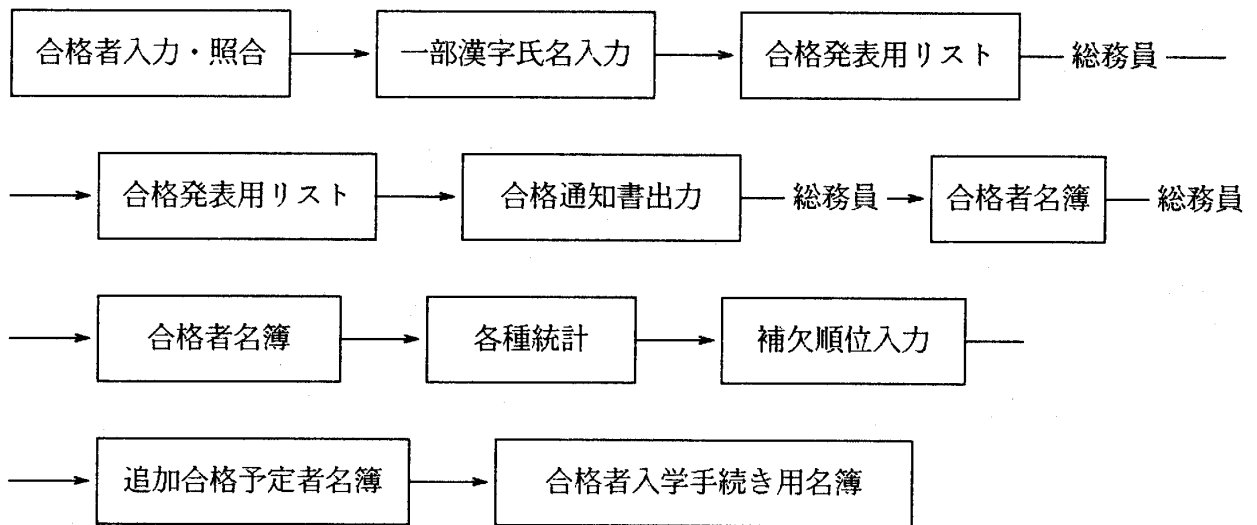 合格者入力・照合 一部漢字氏名入力 合格発表用リスト 総務員
合格発表用リスト 合格通知書出力 総務員 合格者名簿 総務員
合格者名簿 各種統計 補欠順位入力
追加合格予定者名簿 合格者入学手続き用名簿